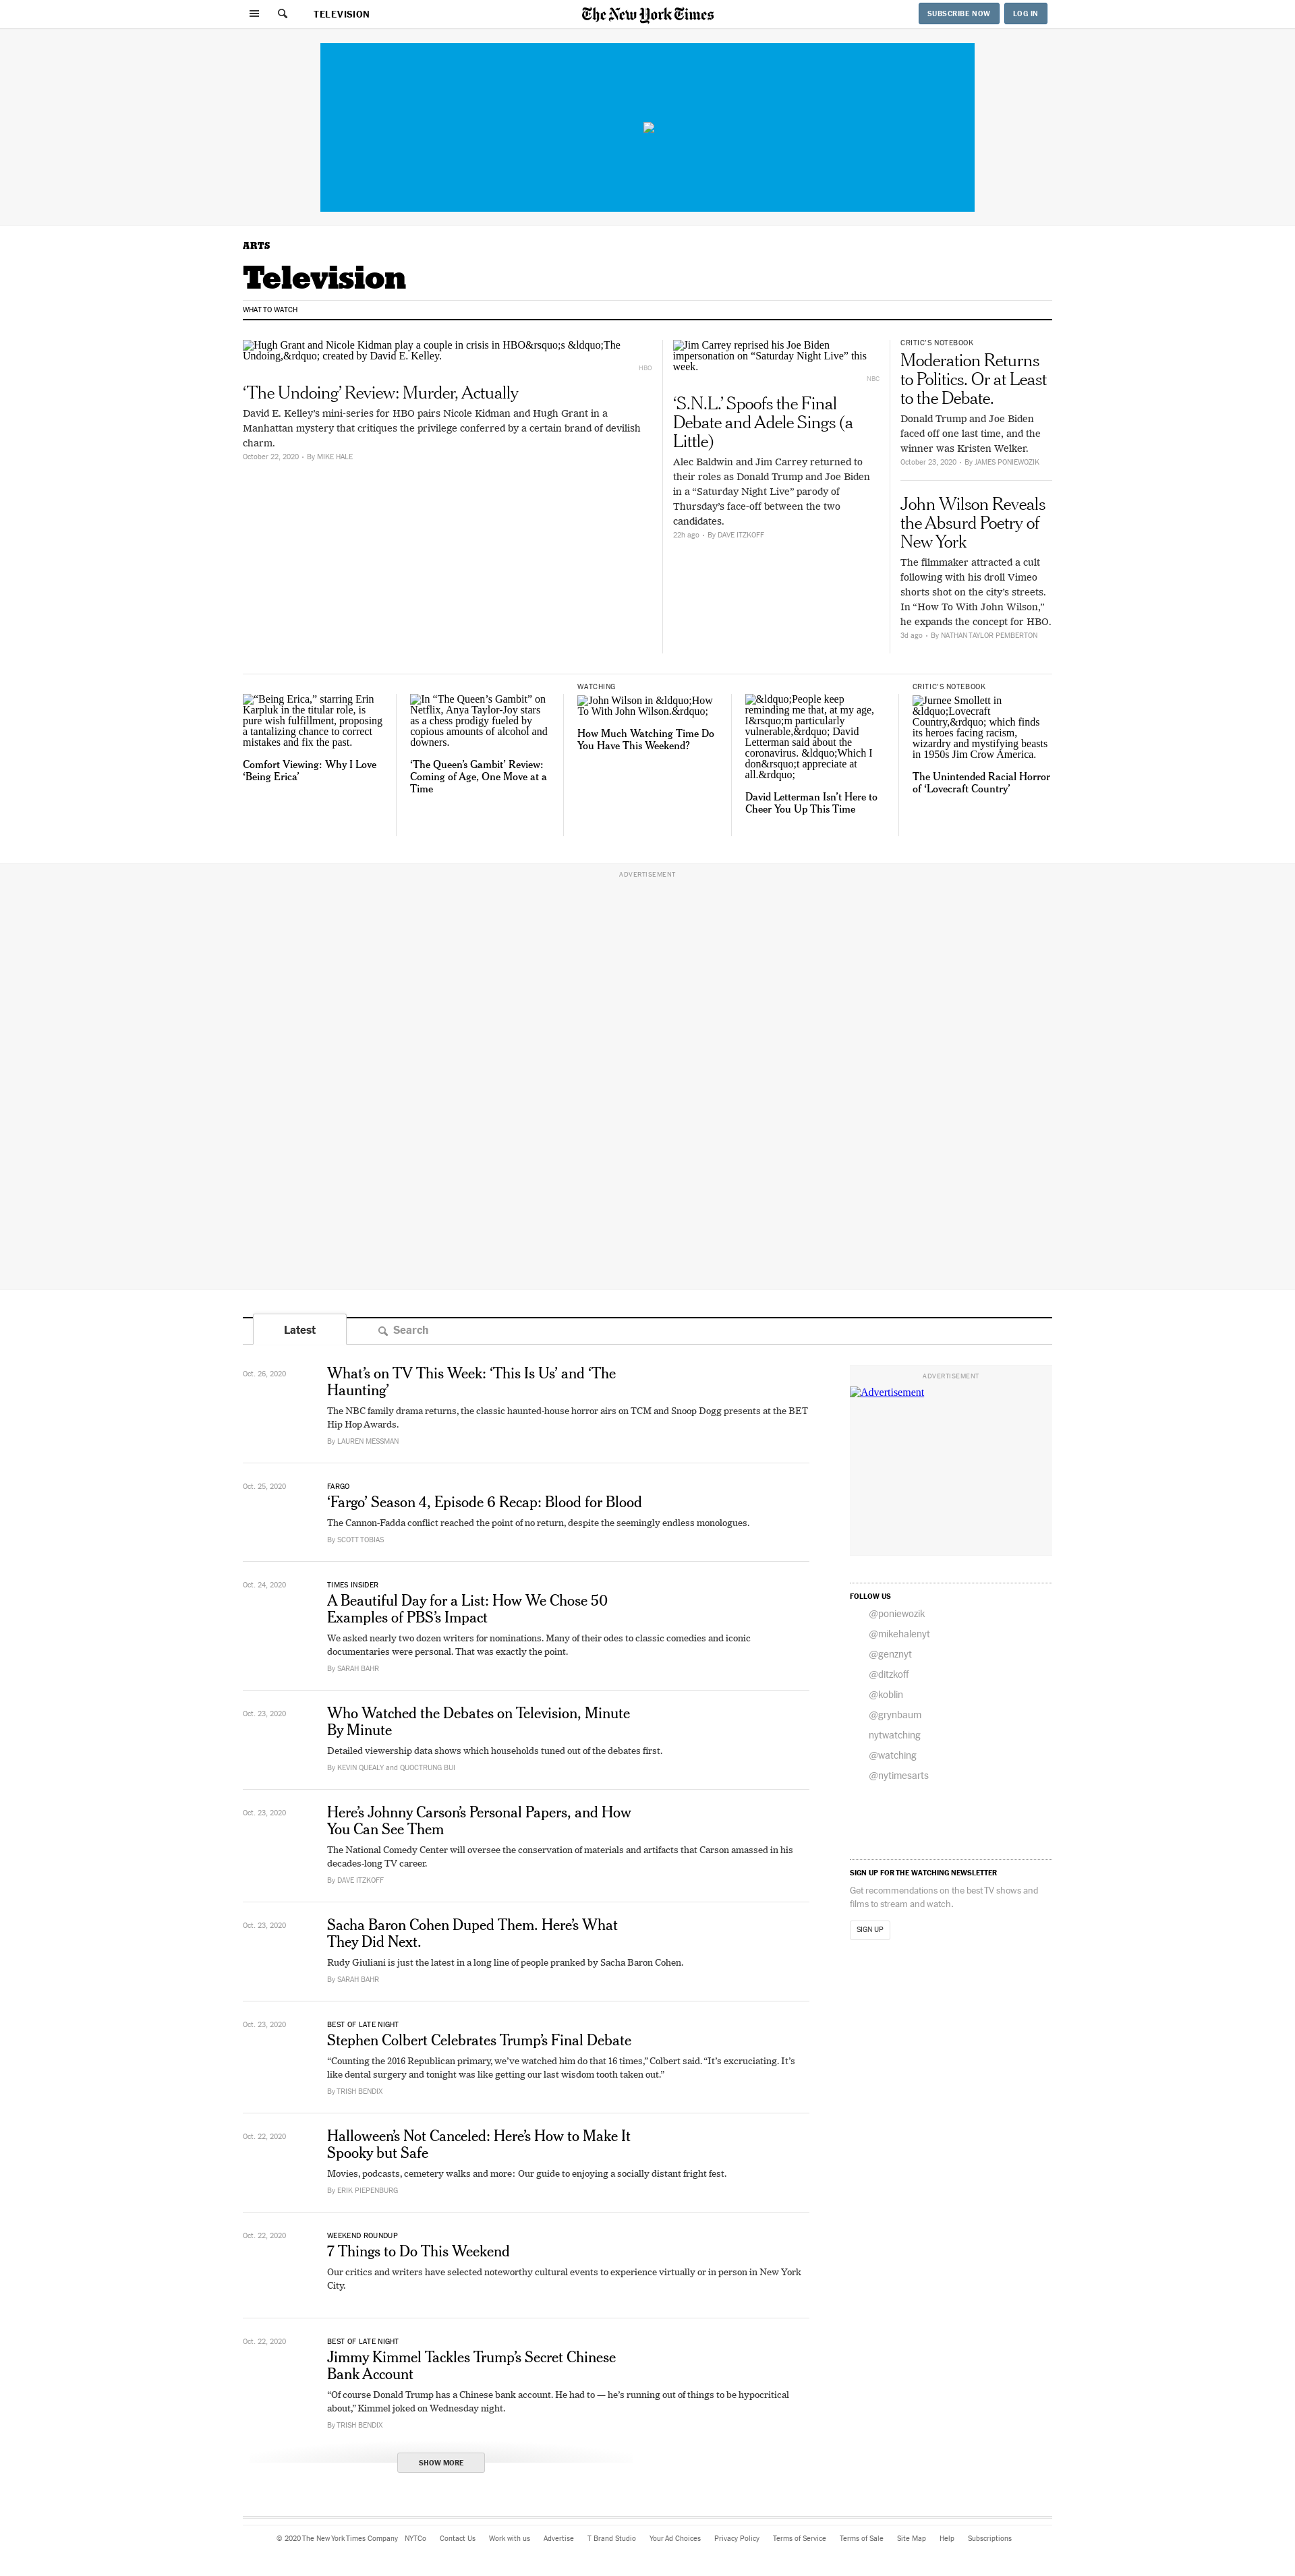 TELEVISION
The New York Times
SUBSCRIBE NOW
LOG IN
ARTS
Television
WHAT TO WATCH
Hugh Grant and Nicole Kidman play a couple in crisis in HBO&rsquo;s &ldquo;The
Undoing,&rdquo; created by David E. Kelley.
HBO
‘The Undoing’ Review: Murder, Actually
David E. Kelley’s mini-series for HBO pairs Nicole Kidman and Hugh Grant in a
Manhattan mystery that critiques the privilege conferred by a certain brand of devilish
charm.
October 22, 2020 • By MIKE HALE
Jim Carrey reprised his Joe Biden
impersonation on “Saturday Night Live” this
week.
NBC
‘S.N.L.’ Spoofs the Final
Debate and Adele Sings (a
Little)
Alec Baldwin and Jim Carrey returned to
their roles as Donald Trump and Joe Biden
in a “Saturday Night Live” parody of
Thursday’s face-off between the two
candidates.
22h ago • By DAVE ITZKOFF
CRITIC’S NOTEBOOK
Moderation Returns
to Politics. Or at Least
to the Debate.
Donald Trump and Joe Biden
faced off one last time, and the
winner was Kristen Welker.
October 23, 2020 • By JAMES PONIEWOZIK
John Wilson Reveals
the Absurd Poetry of
New York
The filmmaker attracted a cult
following with his droll Vimeo
shorts shot on the city’s streets.
In “How To With John Wilson,”
he expands the concept for HBO.
3d ago • By NATHAN TAYLOR PEMBERTON
“Being Erica,” starring Erin
Karpluk in the titular role, is
pure wish fulfillment, proposing
a tantalizing chance to correct
mistakes and fix the past.
Comfort Viewing: Why I Love
‘Being Erica’
In “The Queen’s Gambit” on
Netflix, Anya Taylor-Joy stars
as a chess prodigy fueled by
copious amounts of alcohol and
downers.
‘The Queen’s Gambit’ Review:
Coming of Age, One Move at a
Time
WATCHING
John Wilson in &ldquo;How
To With John Wilson.&rdquo;
How Much Watching Time Do
You Have This Weekend?
&ldquo;People keep
reminding me that, at my age,
I&rsquo;m particularly
vulnerable,&rdquo; David
Letterman said about the
coronavirus. &ldquo;Which I
don&rsquo;t appreciate at
all.&rdquo;
David Letterman Isn’t Here to
Cheer You Up This Time
CRITIC’S NOTEBOOK
Jurnee Smollett in
&ldquo;Lovecraft
Country,&rdquo; which finds
its heroes facing racism,
wizardry and mystifying beasts
in 1950s Jim Crow America.
The Unintended Racial Horror
of ‘Lovecraft Country’
ADVERTISEMENT
Latest
Search
Oct. 26, 2020
What’s on TV This Week: ‘This Is Us’ and ‘The
Haunting’
The NBC family drama returns, the classic haunted-house horror airs on TCM and Snoop Dogg presents at the BET
Hip Hop Awards.
By LAUREN MESSMAN
Oct. 25, 2020
FARGO
‘Fargo’ Season 4, Episode 6 Recap: Blood for Blood
The Cannon-Fadda conflict reached the point of no return, despite the seemingly endless monologues.
By SCOTT TOBIAS
Oct. 24, 2020
TIMES INSIDER
A Beautiful Day for a List: How We Chose 50
Examples of PBS’s Impact
We asked nearly two dozen writers for nominations. Many of their odes to classic comedies and iconic
documentaries were personal. That was exactly the point.
By SARAH BAHR
Oct. 23, 2020
Who Watched the Debates on Television, Minute
By Minute
Detailed viewership data shows which households tuned out of the debates first.
By KEVIN QUEALY and QUOCTRUNG BUI
Oct. 23, 2020
Here’s Johnny Carson’s Personal Papers, and How
You Can See Them
The National Comedy Center will oversee the conservation of materials and artifacts that Carson amassed in his
decades-long TV career.
By DAVE ITZKOFF
Oct. 23, 2020
Sacha Baron Cohen Duped Them. Here’s What
They Did Next.
Rudy Giuliani is just the latest in a long line of people pranked by Sacha Baron Cohen.
By SARAH BAHR
Oct. 23, 2020
BEST OF LATE NIGHT
Stephen Colbert Celebrates Trump’s Final Debate
“Counting the 2016 Republican primary, we’ve watched him do that 16 times,” Colbert said. “It’s excruciating. It’s
like dental surgery and tonight was like getting our last wisdom tooth taken out.”
By TRISH BENDIX
Oct. 22, 2020
Halloween’s Not Canceled: Here’s How to Make It
Spooky but Safe
Movies, podcasts, cemetery walks and more: Our guide to enjoying a socially distant fright fest.
By ERIK PIEPENBURG
Oct. 22, 2020
WEEKEND ROUNDUP
7 Things to Do This Weekend
Our critics and writers have selected noteworthy cultural events to experience virtually or in person in New York
City.
Oct. 22, 2020
BEST OF LATE NIGHT
Jimmy Kimmel Tackles Trump’s Secret Chinese
Bank Account
“Of course Donald Trump has a Chinese bank account. He had to — he’s running out of things to be hypocritical
about,” Kimmel joked on Wednesday night.
By TRISH BENDIX
SHOW MORE
ADVERTISEMENT
Advertisement
FOLLOW US
@poniewozik
@mikehalenyt
@genznyt
@ditzkoff
@koblin
@grynbaum
nytwatching
@watching
@nytimesarts
SIGN UP FOR THE WATCHING NEWSLETTER
Get recommendations on the best TV shows and
films to stream and watch.
SIGN UP
© 2020 The New York Times Company NYTCo Contact Us Work with us Advertise T Brand Studio Your Ad Choices Privacy Policy Terms of Service Terms of Sale Site Map Help Subscriptions